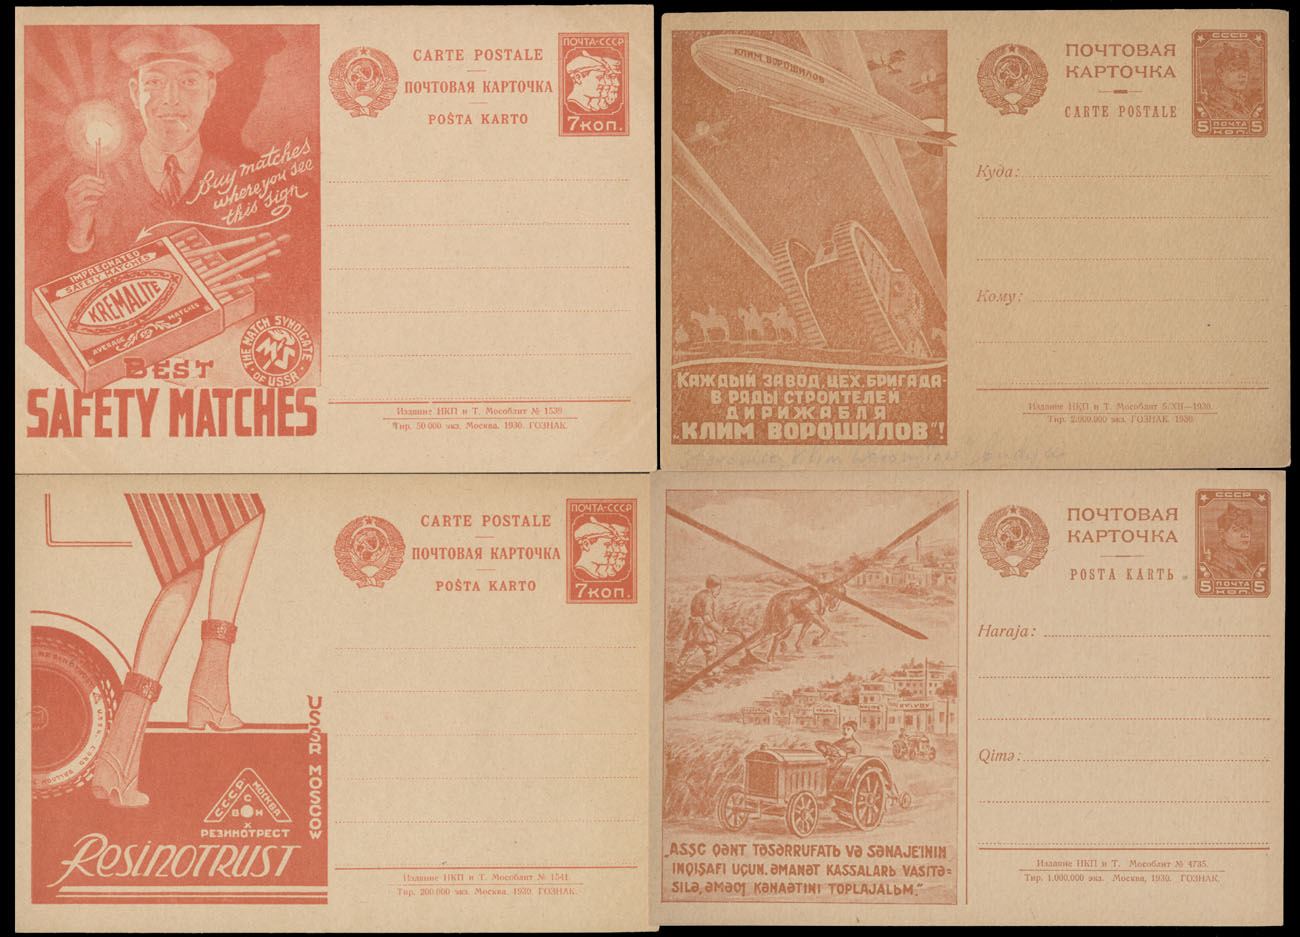 Buy matches
where you see
this sign
IMPREGNATED
SAFETY MATCHES
KREMALITE
AVERAGE
MATCHES
THE MATCH SYNDICATE
OF USSR
BEST
SAFETY MATCHES
CARTE POSTALE
ПОЧТОВАЯ КАРТОЧКА
POŜTA KARTO
ПОЧТА-СССР
7 КОП.
Издание НКП и Т. Мособлит № 1539
Тир. 50 000 экз. Москва, 1930. ГОЗНАК.
КЛИМ ВОРОШИЛОВ
КАЖДЫЙ ЗАВОД, ЦЕХ, БРИГАДА-
В РЯДЫ СТРОИТЕЛЕЙ
ДИРИЖАБЛЯ
„КЛИМ ВОРОШИЛОВ"!
ПОЧТОВАЯ
КАРТОЧКА
CARTE POSTALE
СССР
5 ПОЧТА 5
КОП.
Куда:
Кому:
Издание НКП и Т. Мособлит 5/XII—1930.
Тир. 2.000.000 экз. ГОЗНАК. 1930.
USSR MOSCOW
СССР
МОСКВА
С
В Н
Х
РЕЗИНОТРЕСТ
RESINOTRUST
CARTE POSTALE
ПОЧТОВАЯ КАРТОЧКА
POŜTA KARTO
ПОЧТА-СССР
7 КОП.
Издание НКП и Т. Мособлит № 1541.
Тир. 200.000 экз. Москва, 1930. ГОЗНАК.
„ASSC QƏNT TƏSƏRRUFATЬ VƏ SƏNAJE'ININ
INQIŞAFI UÇUN, ƏMANƏT KASSALARЬ VASITƏ=
SILƏ, ƏMƏQÇI KƏNAƏTINI TOPLAJALЬM."
ПОЧТОВАЯ
КАРТОЧКА
POSTA KARTЬ
СССР
5 ПОЧТА 5
КОП.
Haraja:
Qimə:
Издание НКП и Т. Мособлит № 4735.
Тир. 1.000.000 экз. Москва, 1930. ГОЗНАК.